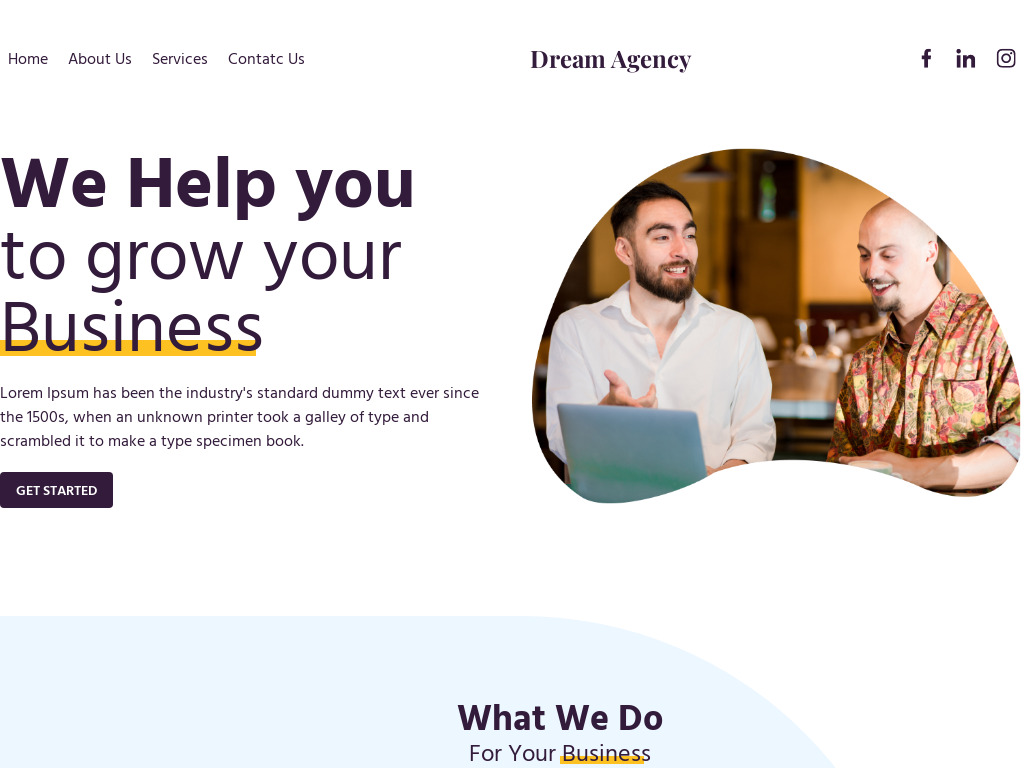 Home About Us Services Contatc Us
Dream Agency
We Help you
to grow your
Business
Lorem Ipsum has been the industry's standard dummy text ever since
the 1500s, when an unknown printer took a galley of type and
scrambled it to make a type specimen book.
GET STARTED
What We Do
For Your Business